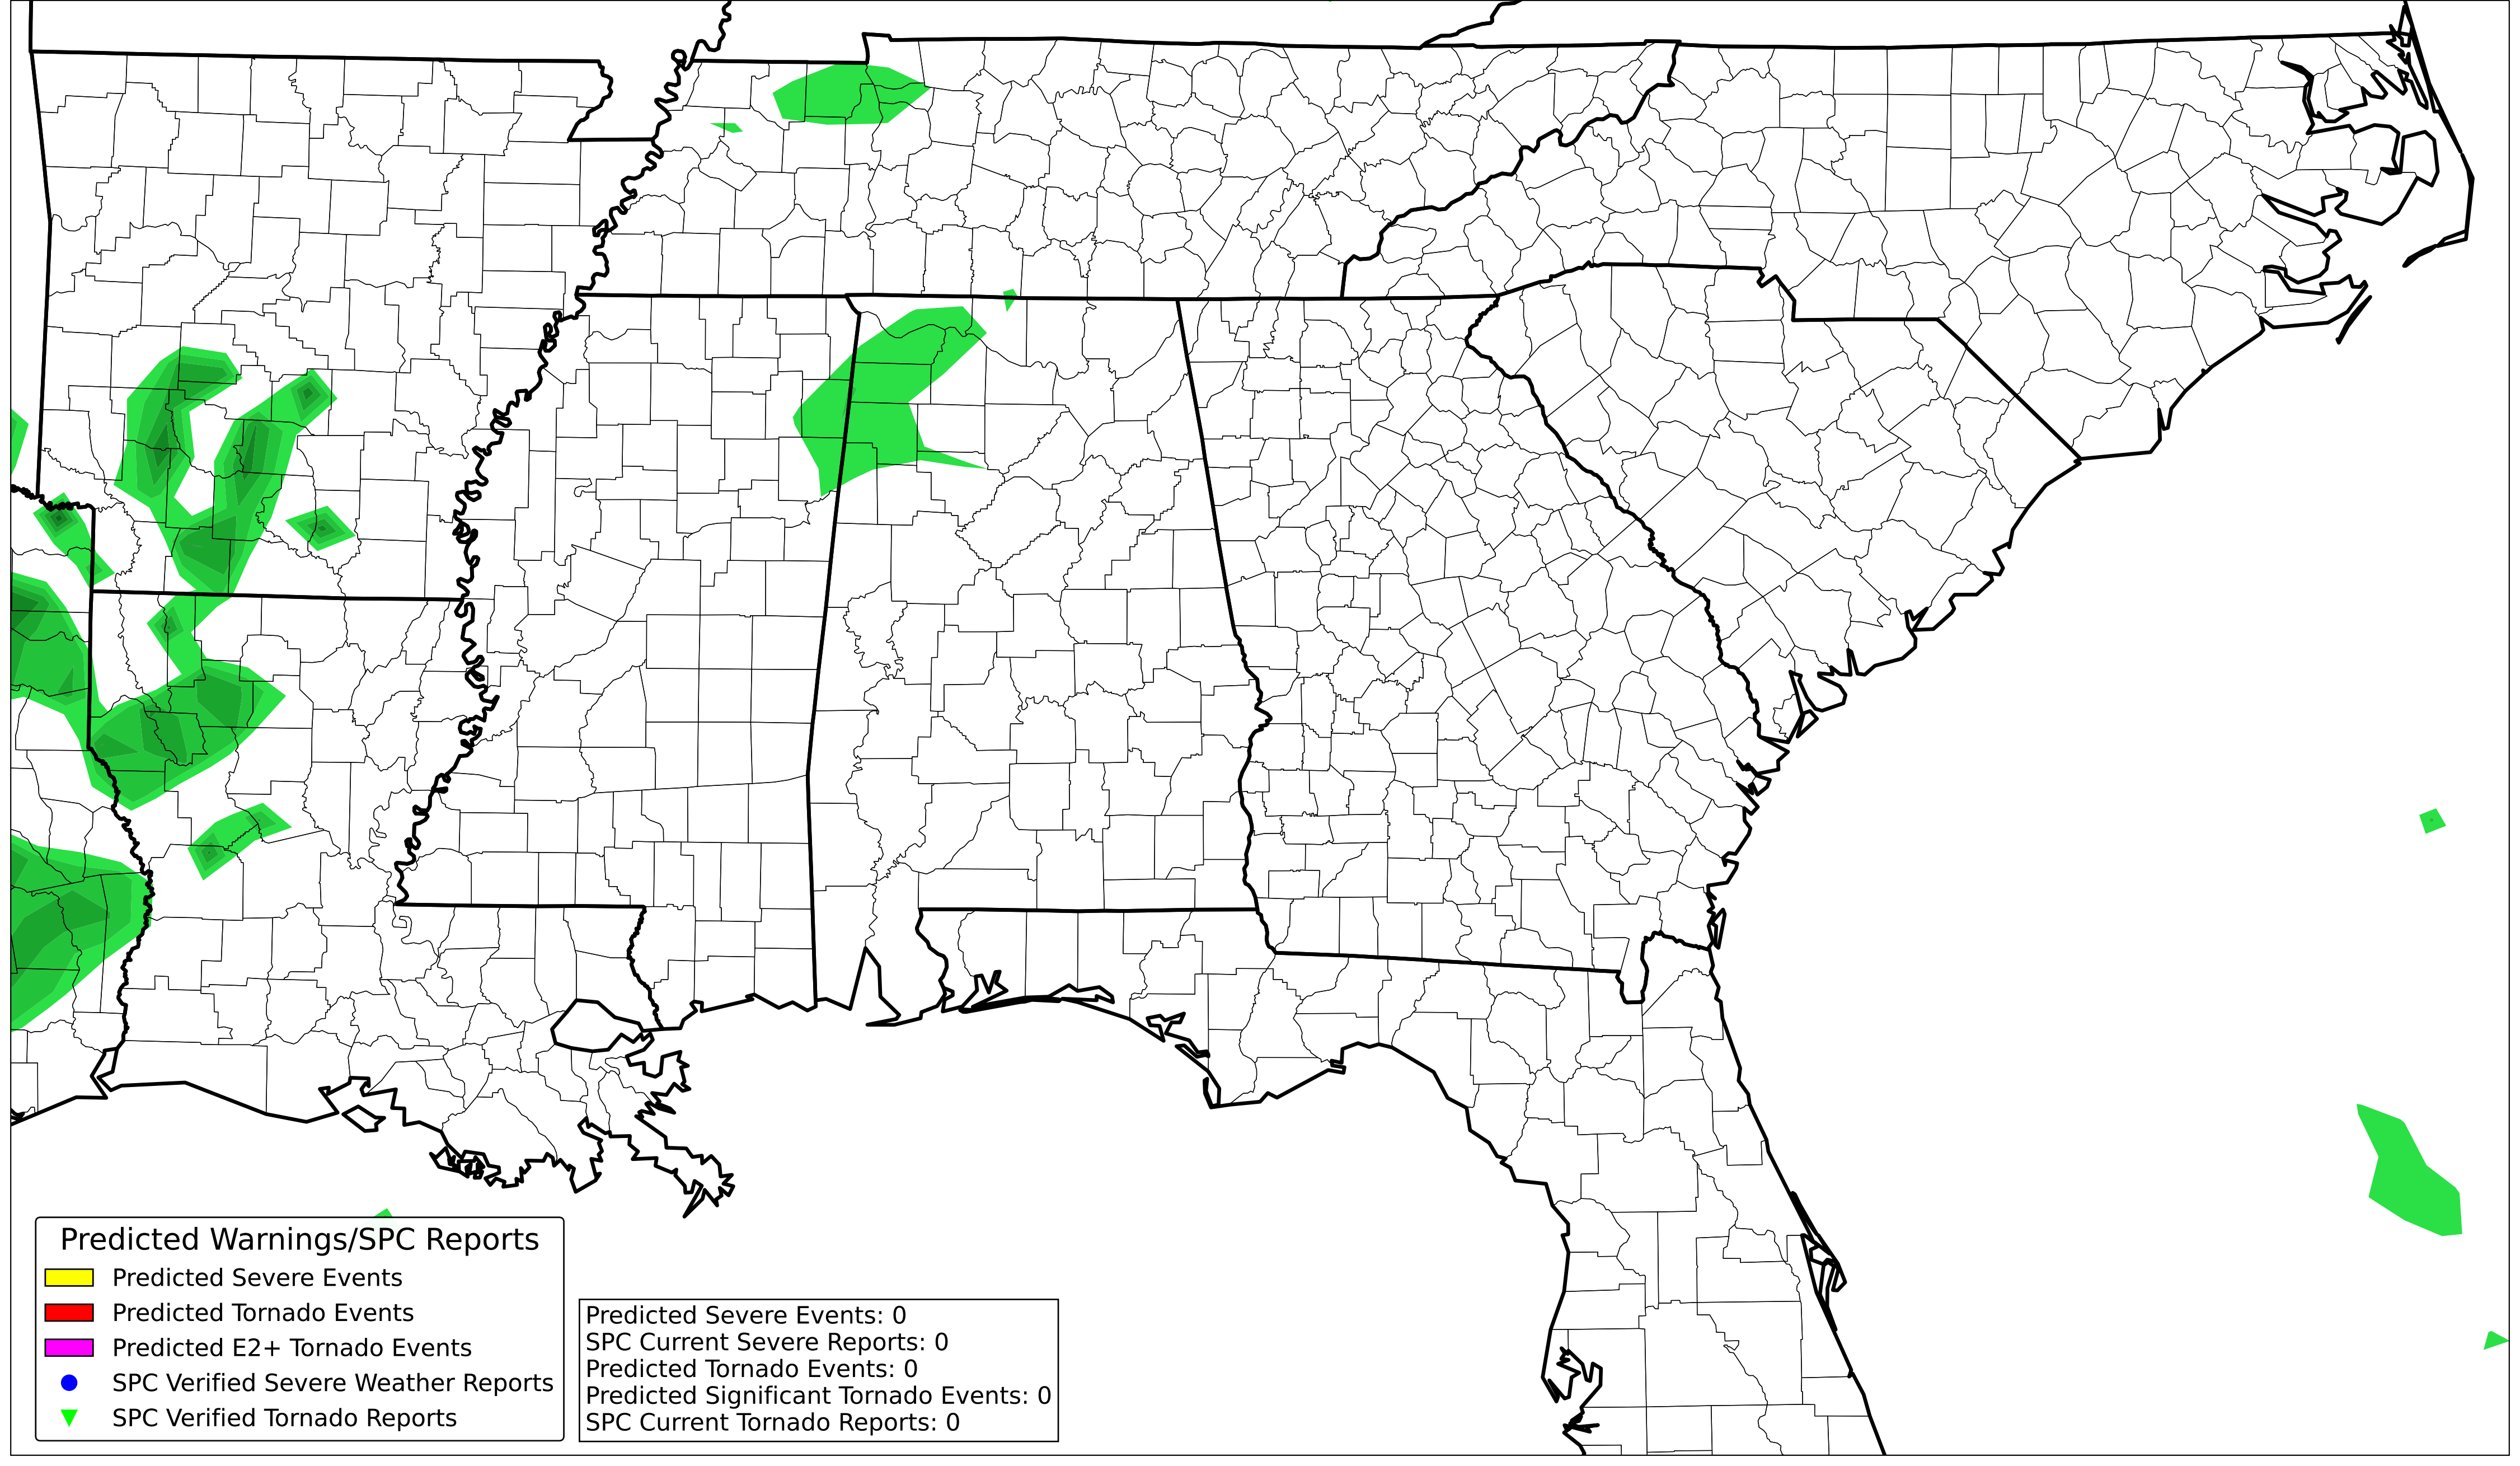 Predicted Warnings/SPC Reports
Predicted Severe Events
Predicted Tornado Events
Predicted E2+ Tornado Events
SPC Verified Severe Weather Reports
SPC Verified Tornado Reports
Predicted Severe Events: 0
SPC Current Severe Reports: 0
Predicted Tornado Events: 0
Predicted Significant Tornado Events: 0
SPC Current Tornado Reports: 0